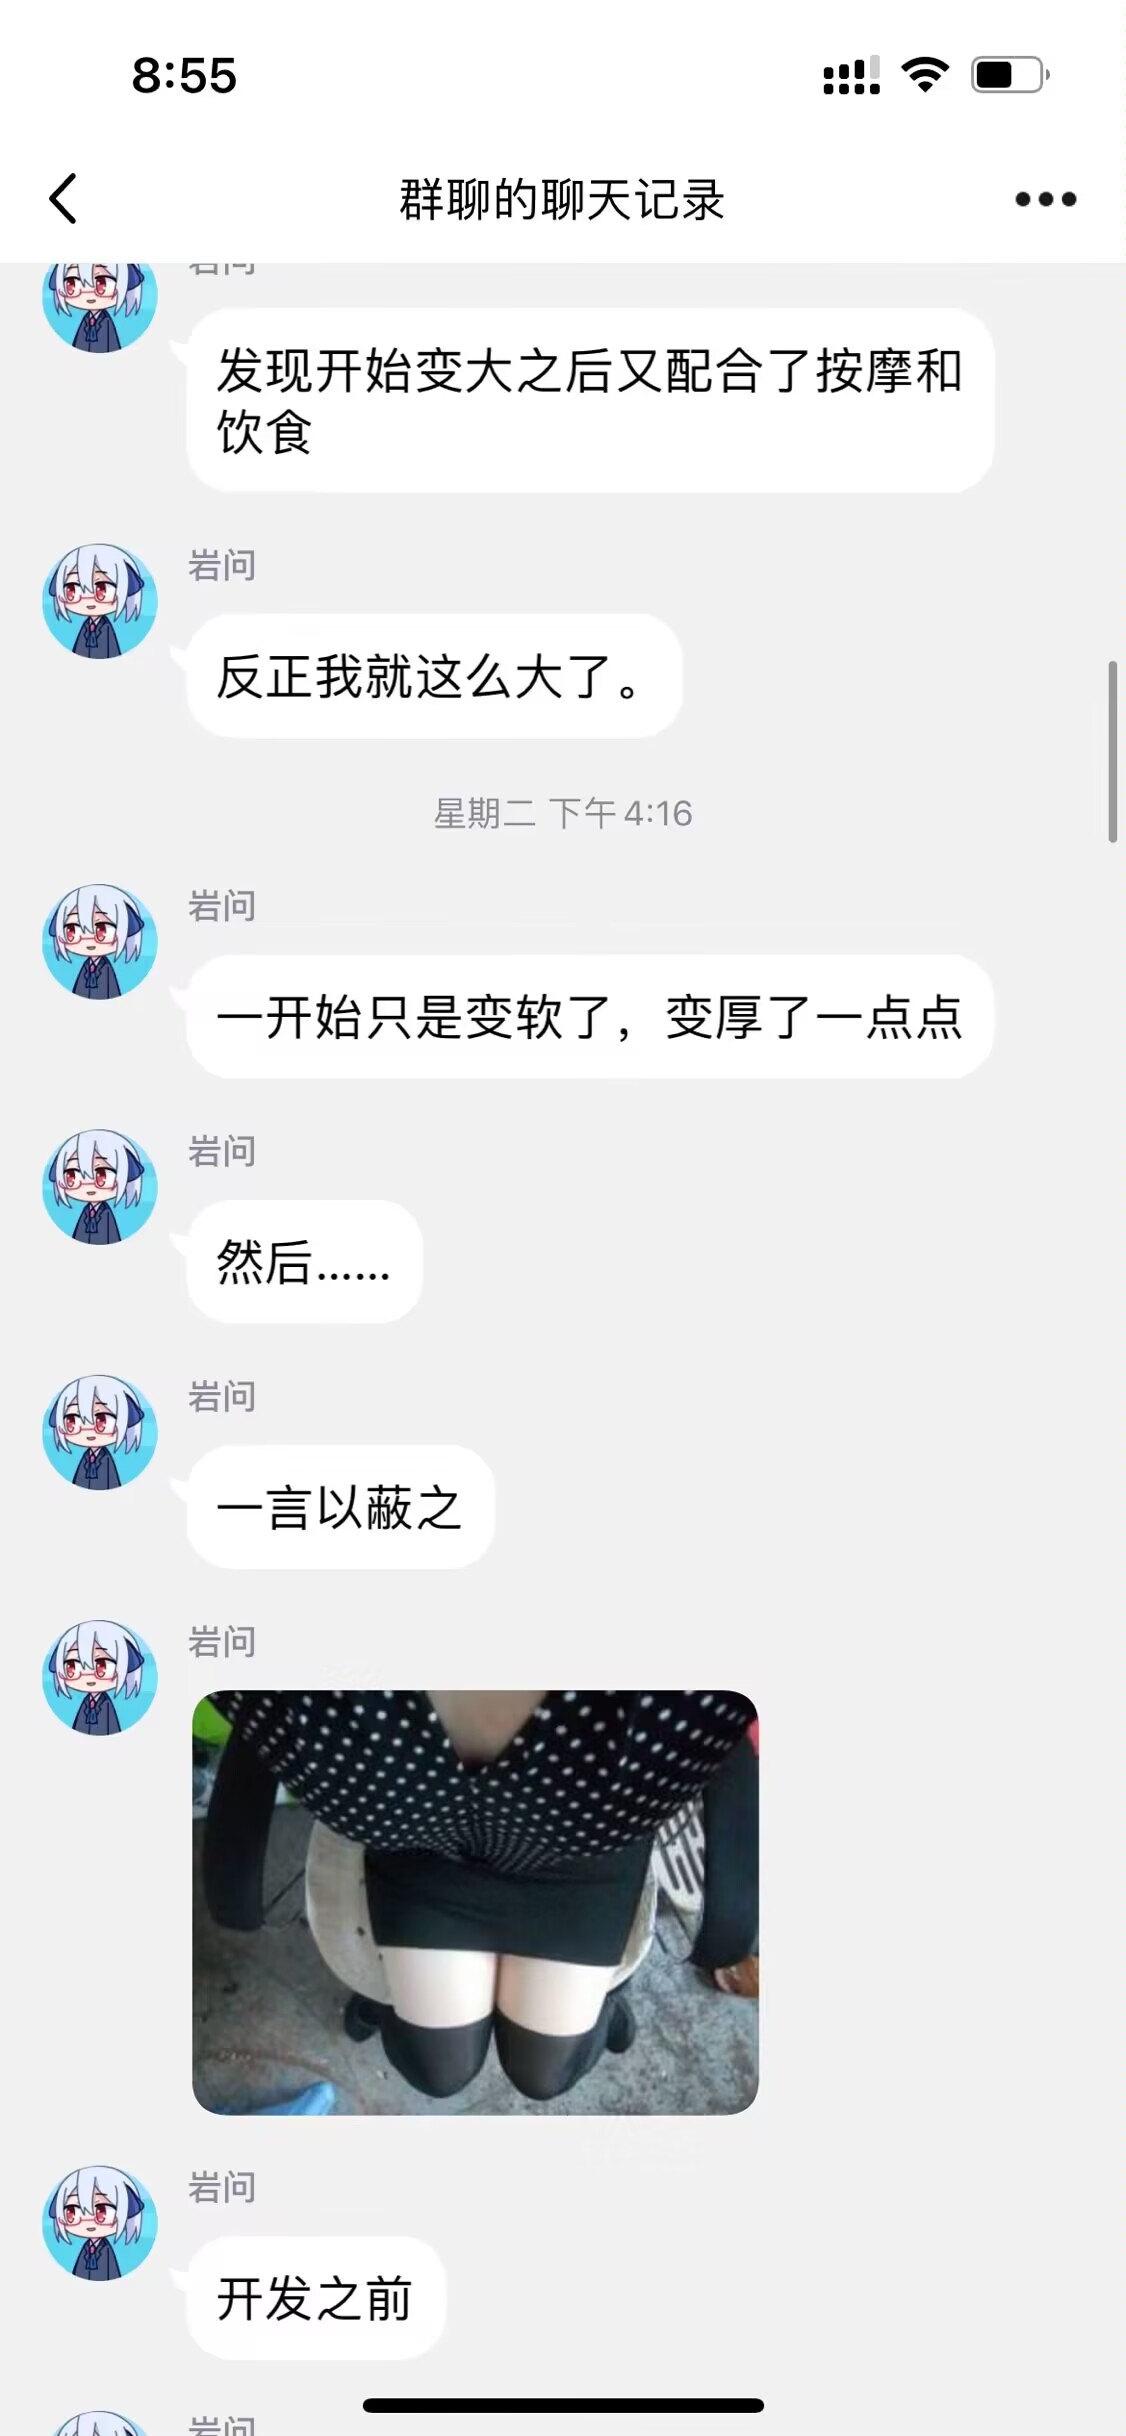 8:55
群聊的聊天记录
岩问
发现开始变大之后又配合了按摩和
饮食
岩问
反正我就这么大了。
星期二 下午4:16
岩问
一开始只是变软了，变厚了一点点
岩问
然后......
岩问
一言以蔽之
岩问
岩问
开发之前
岩问